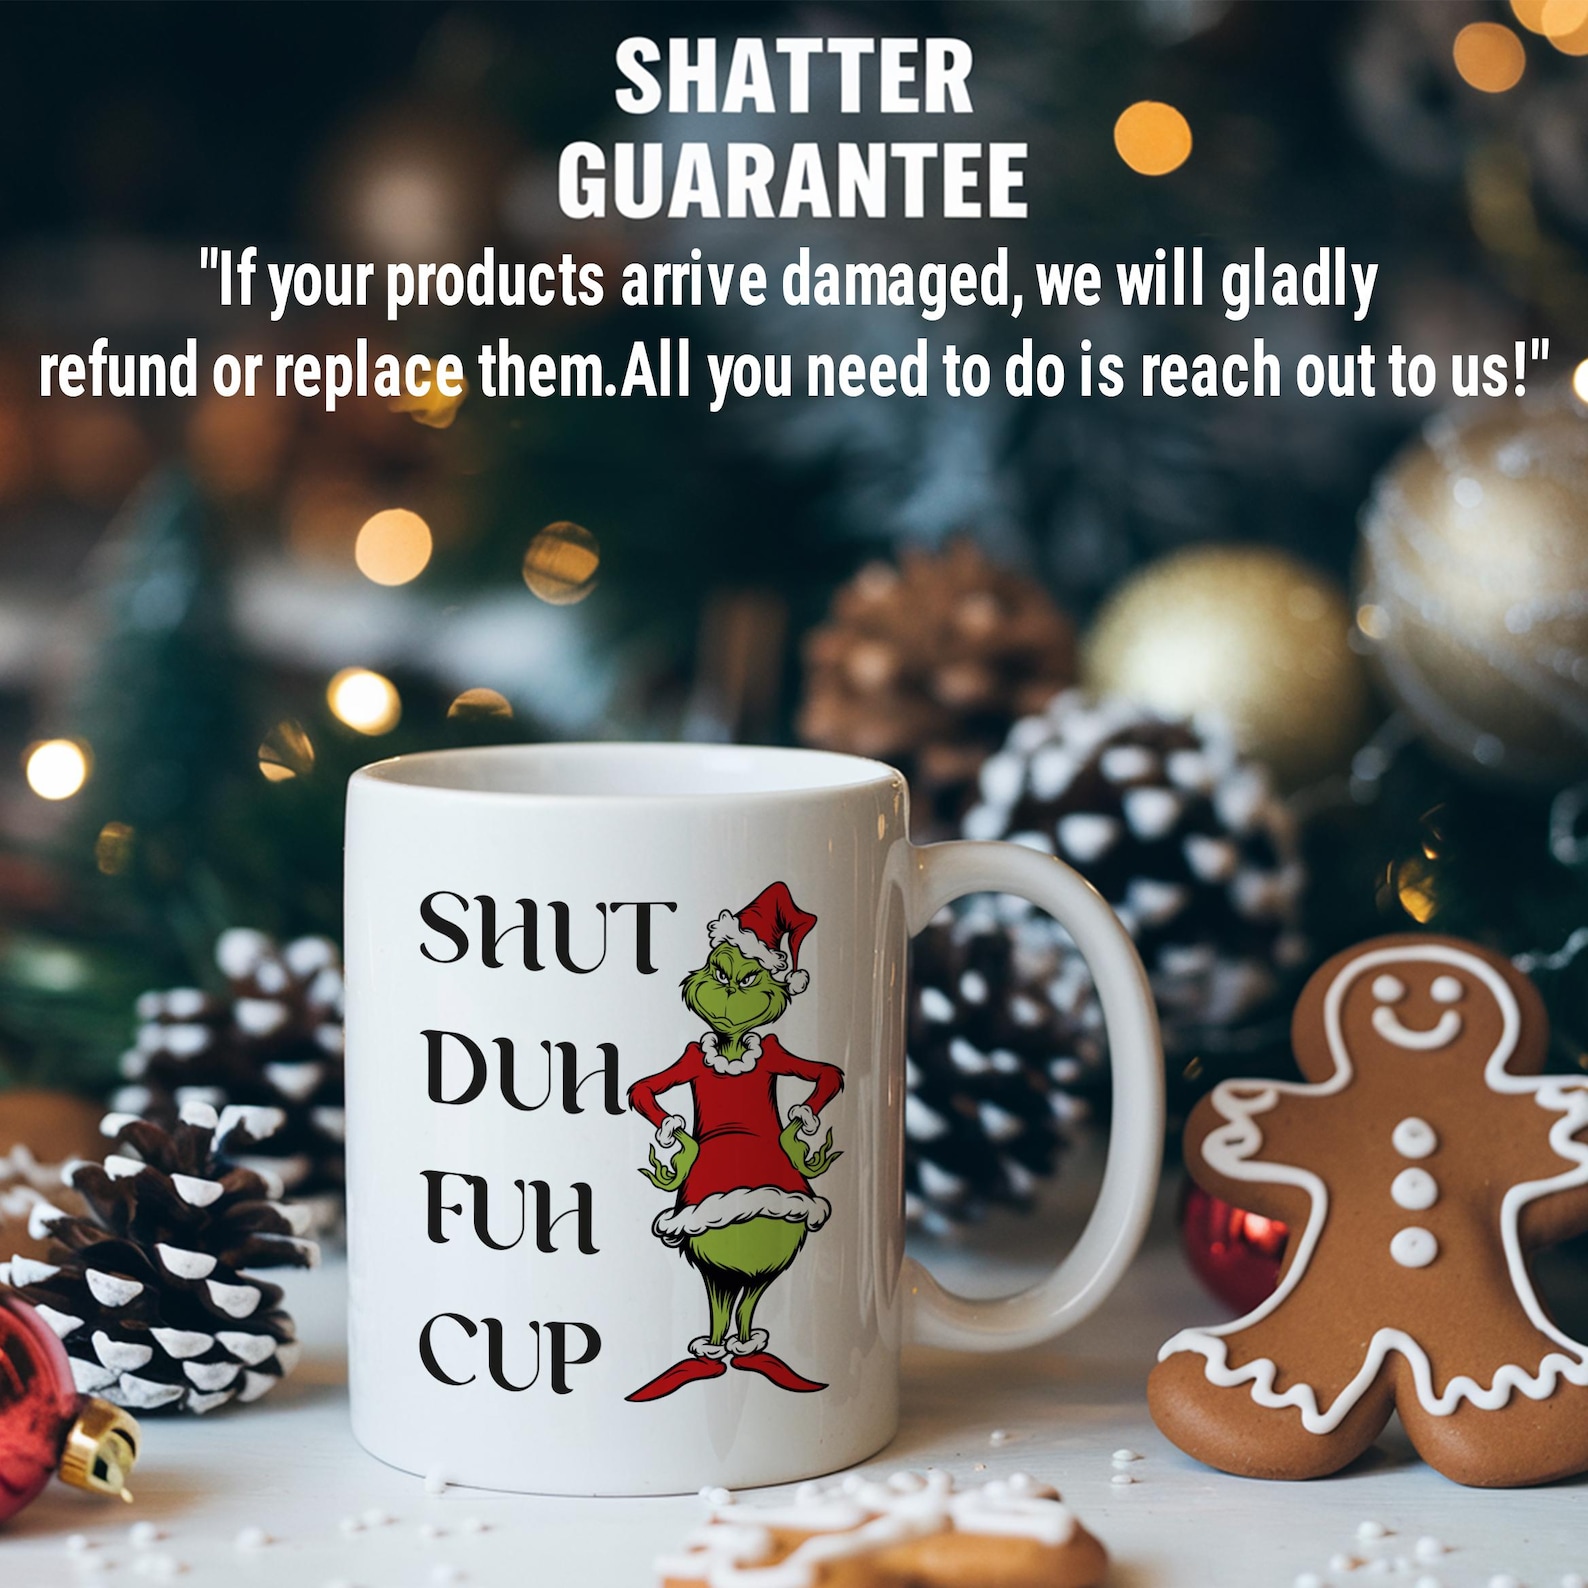 SHATTER
GUARANTEE
"If your products arrive damaged, we will gladly
refund or replace them.All you need to do is reach out to us!"
SHUT
DUH
FUH
CUP